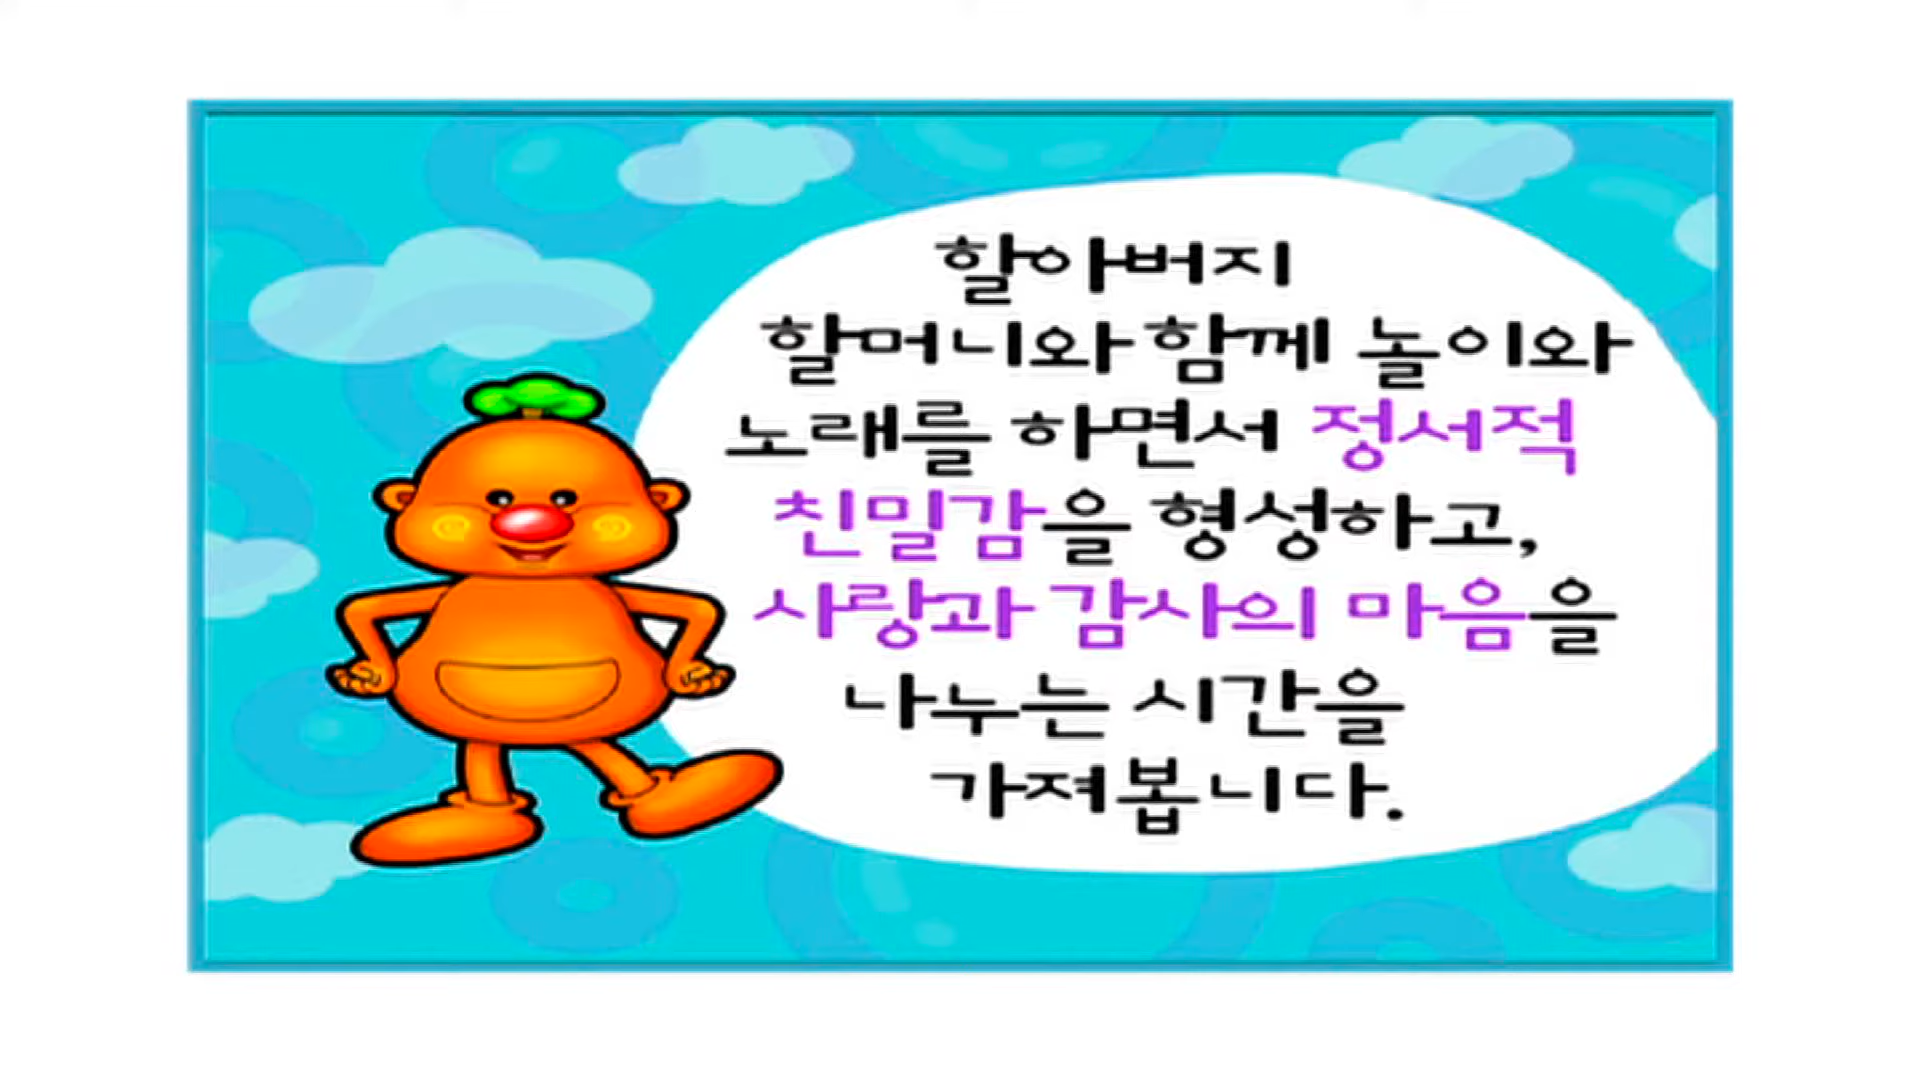 할아버지
할머니와 함께 놀이와
노래를 하면서 정서적
친밀감을 형성하고,
사랑과 감사의 마음을
나누는 시간을
가져봅니다.